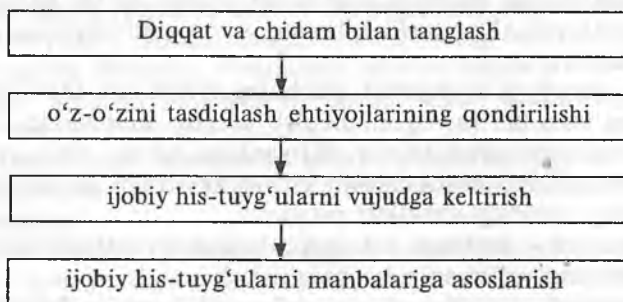 Diqqat va chidam bilan tanglash
o‘z-o‘zini tasdiqlash ehtiyojlarining qondirilishi
ijobiy his-tuyg‘ularni vujudga keltirish
ijobiy his-tuyg‘ularni manbalariga asoslanish